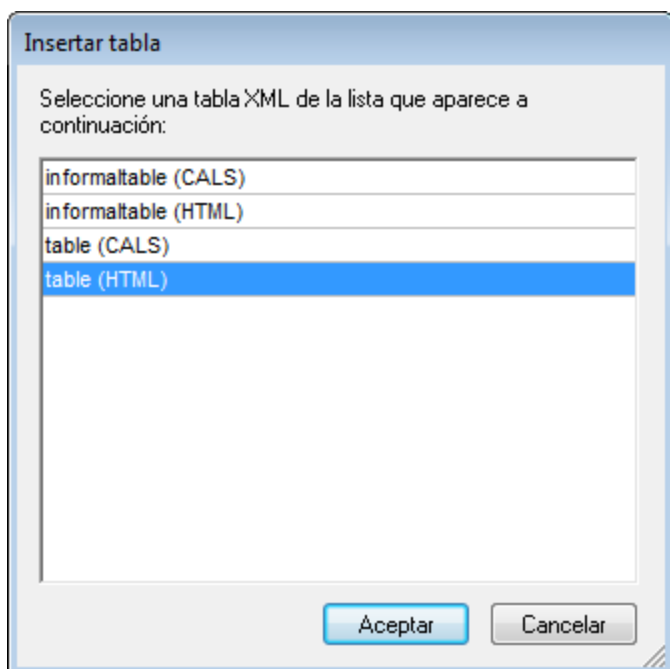 Insertar tabla
Seleccione una tabla XML de la lista que aparece a
continuación:
informaltable (CALS)
informaltable (HTML)
table (CALS)
table (HTML)
Aceptar
Cancelar